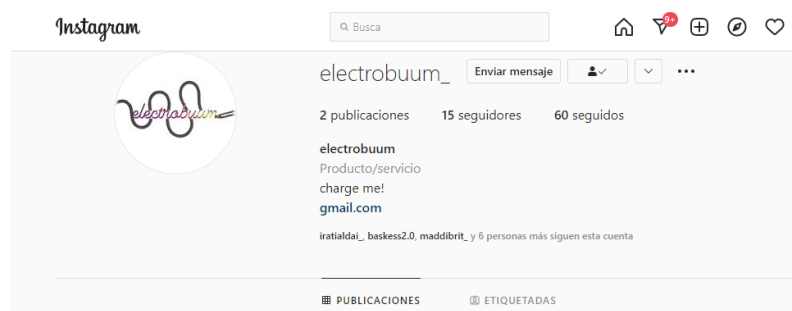 Instagram
Busca
9+
electrobuum
electrobuum_ Enviar mensaje
2 publicaciones 15 seguidores 60 seguidos
electrobuum
Producto/servicio
charge me!
gmail.com
iratialdai_, baskess2.0, maddibrit_ y 6 personas más siguen esta cuenta
PUBLICACIONES ETIQUETADAS